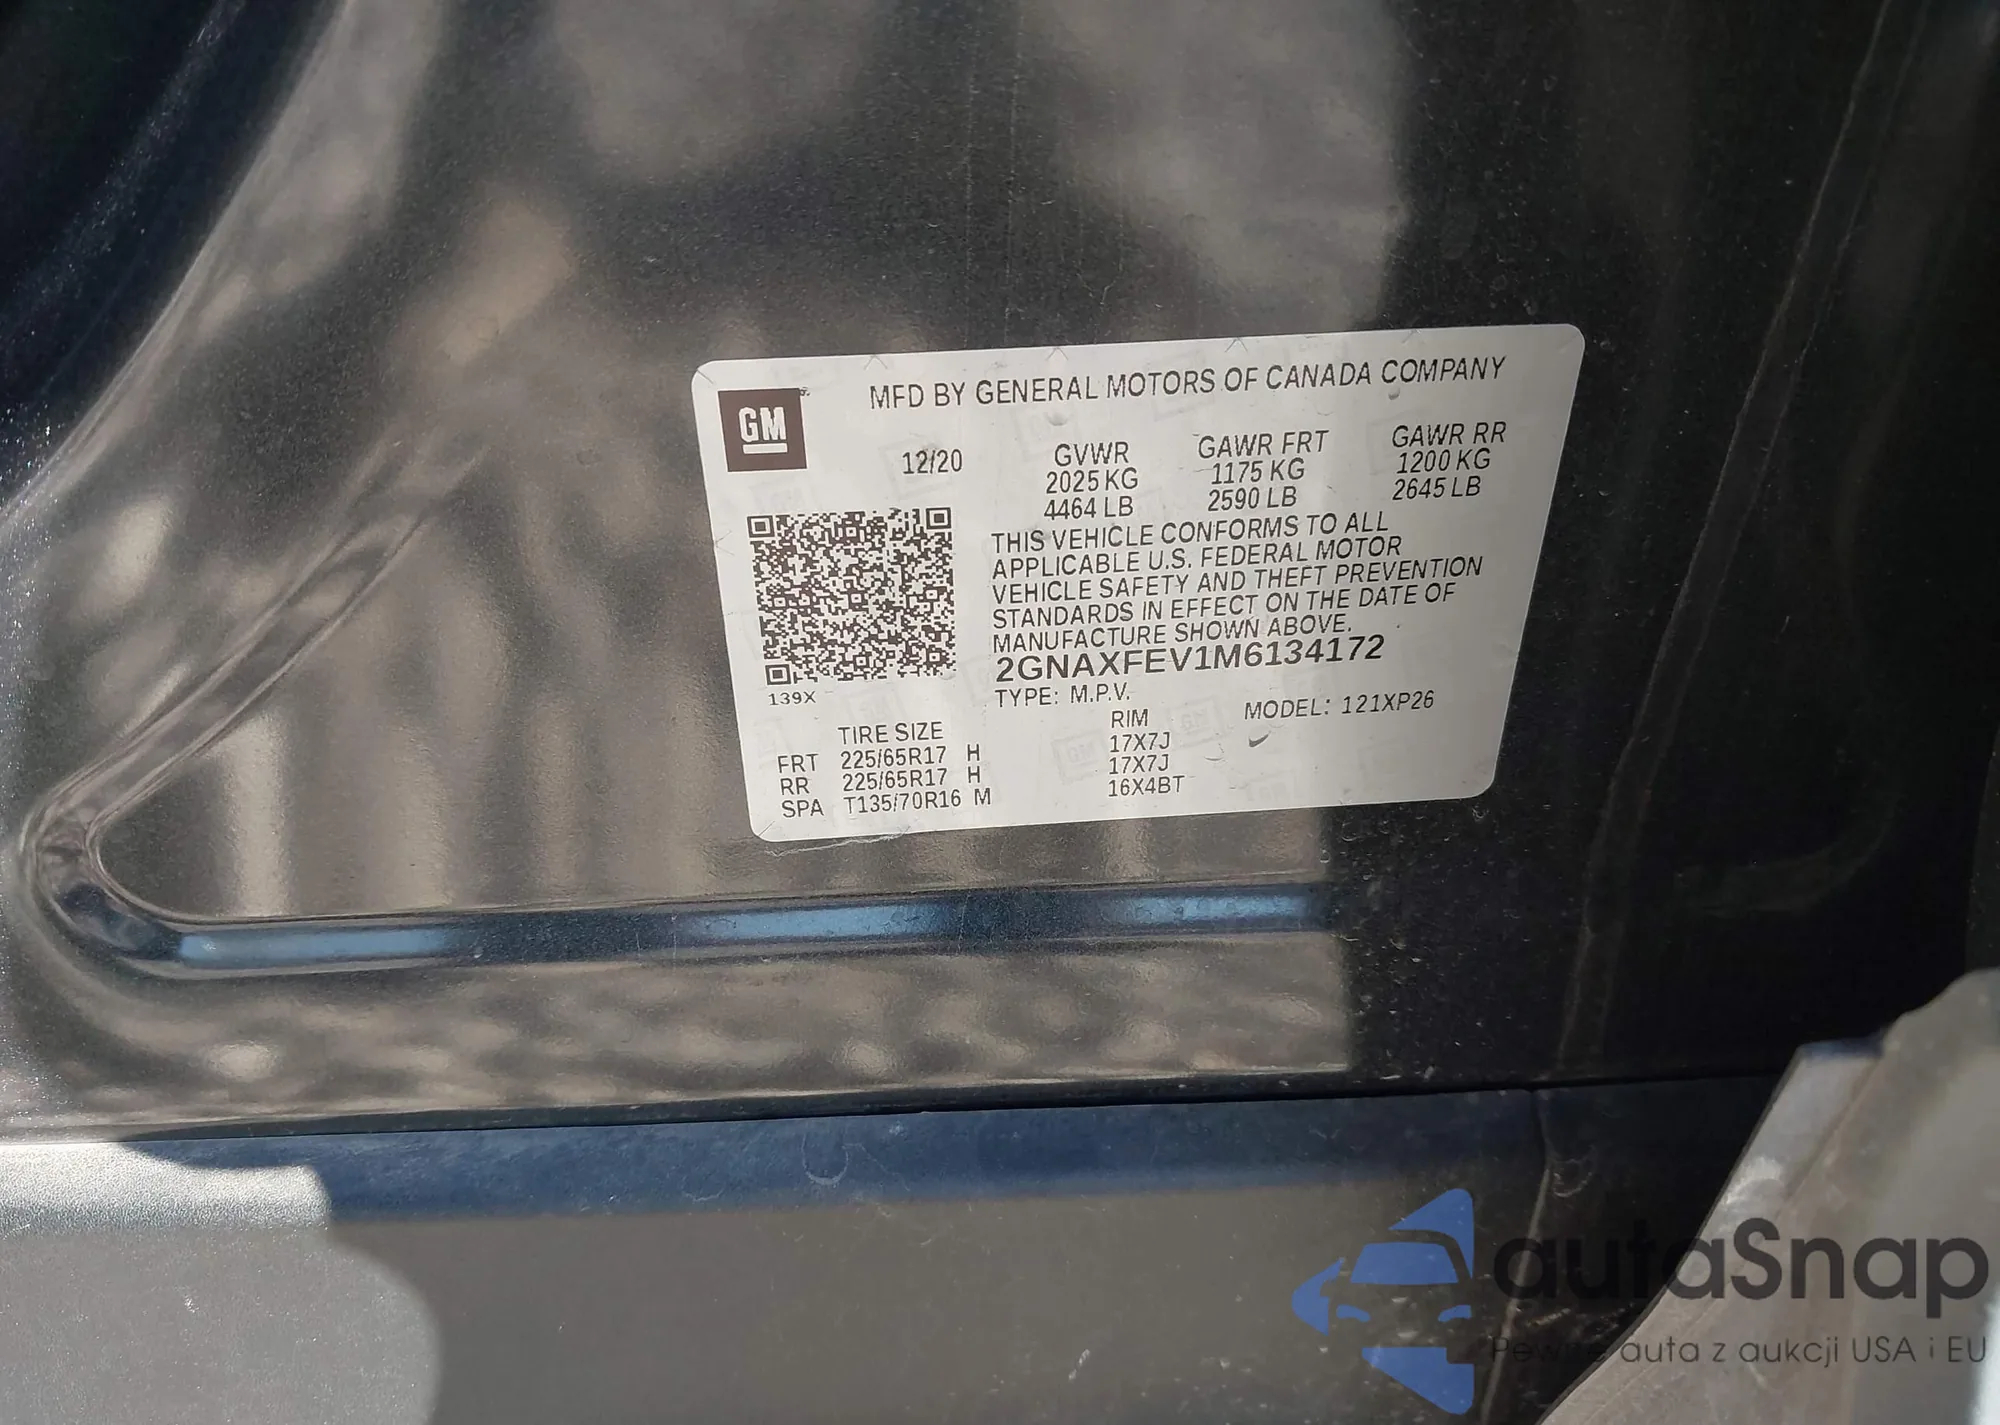 MFD BY GENERAL MOTORS OF CANADA COMPANY
GM
12/20
GVWR GAWR FRT GAWR RR
2025 KG 1175 KG 1200 KG
4464 LB 2590 LB 2645 LB
THIS VEHICLE CONFORMS TO ALL
APPLICABLE U.S. FEDERAL MOTOR
VEHICLE SAFETY AND THEFT PREVENTION
STANDARDS IN EFFECT ON THE DATE OF
MANUFACTURE SHOWN ABOVE.
2GNAXFEV1M6134172
139X
TYPE: M.P.V. MODEL: 121XP26
TIRE SIZE RIM
FRT 225/65R17 H 17X7J
RR 225/65R17 H 17X7J
SPA T135/70R16 M 16X4BT
autaSnap
Pewne auta z aukcji USA i EU